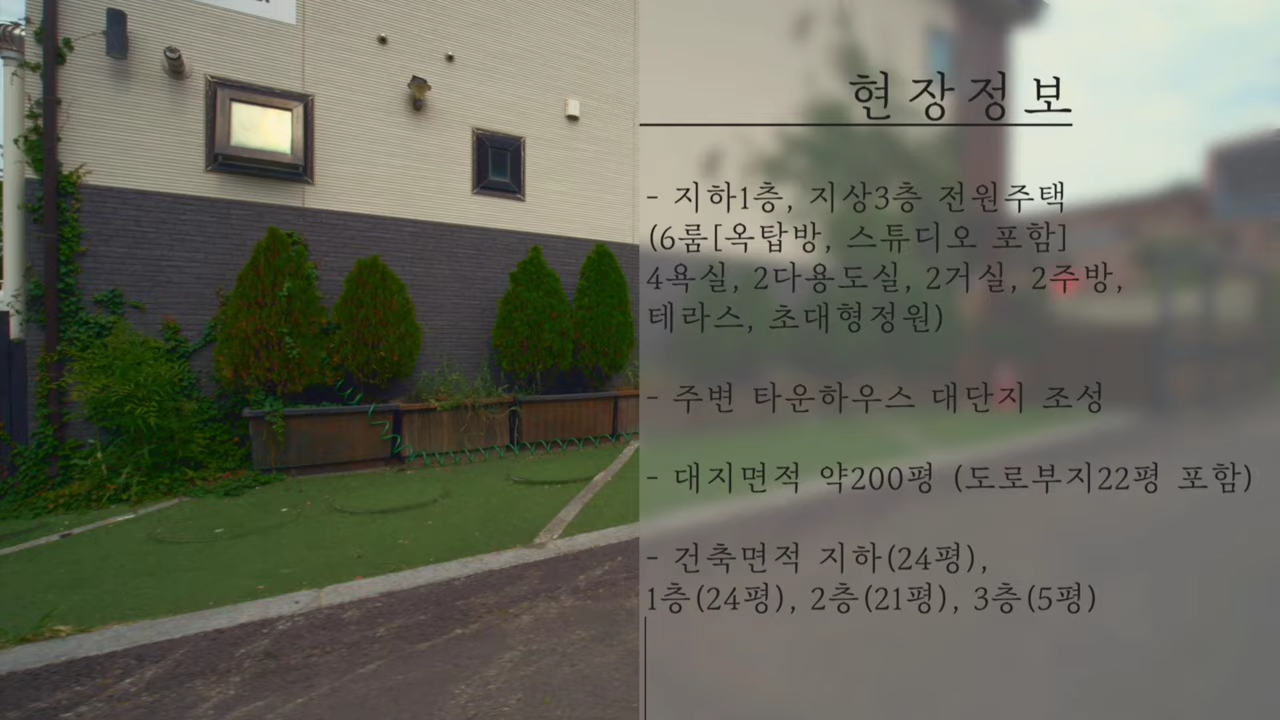 현장정보
- 지하1층, 지상3층 전원주택
(6룸[옥탑방, 스튜디오 포함]
4욕실, 2다용도실, 2거실, 2주방,
테라스, 초대형정원)
- 주변 타운하우스 대단지 조성
- 대지면적 약200평 (도로부지22평 포함)
- 건축면적 지하(24평),
1층(24평), 2층(21평), 3층(5평)